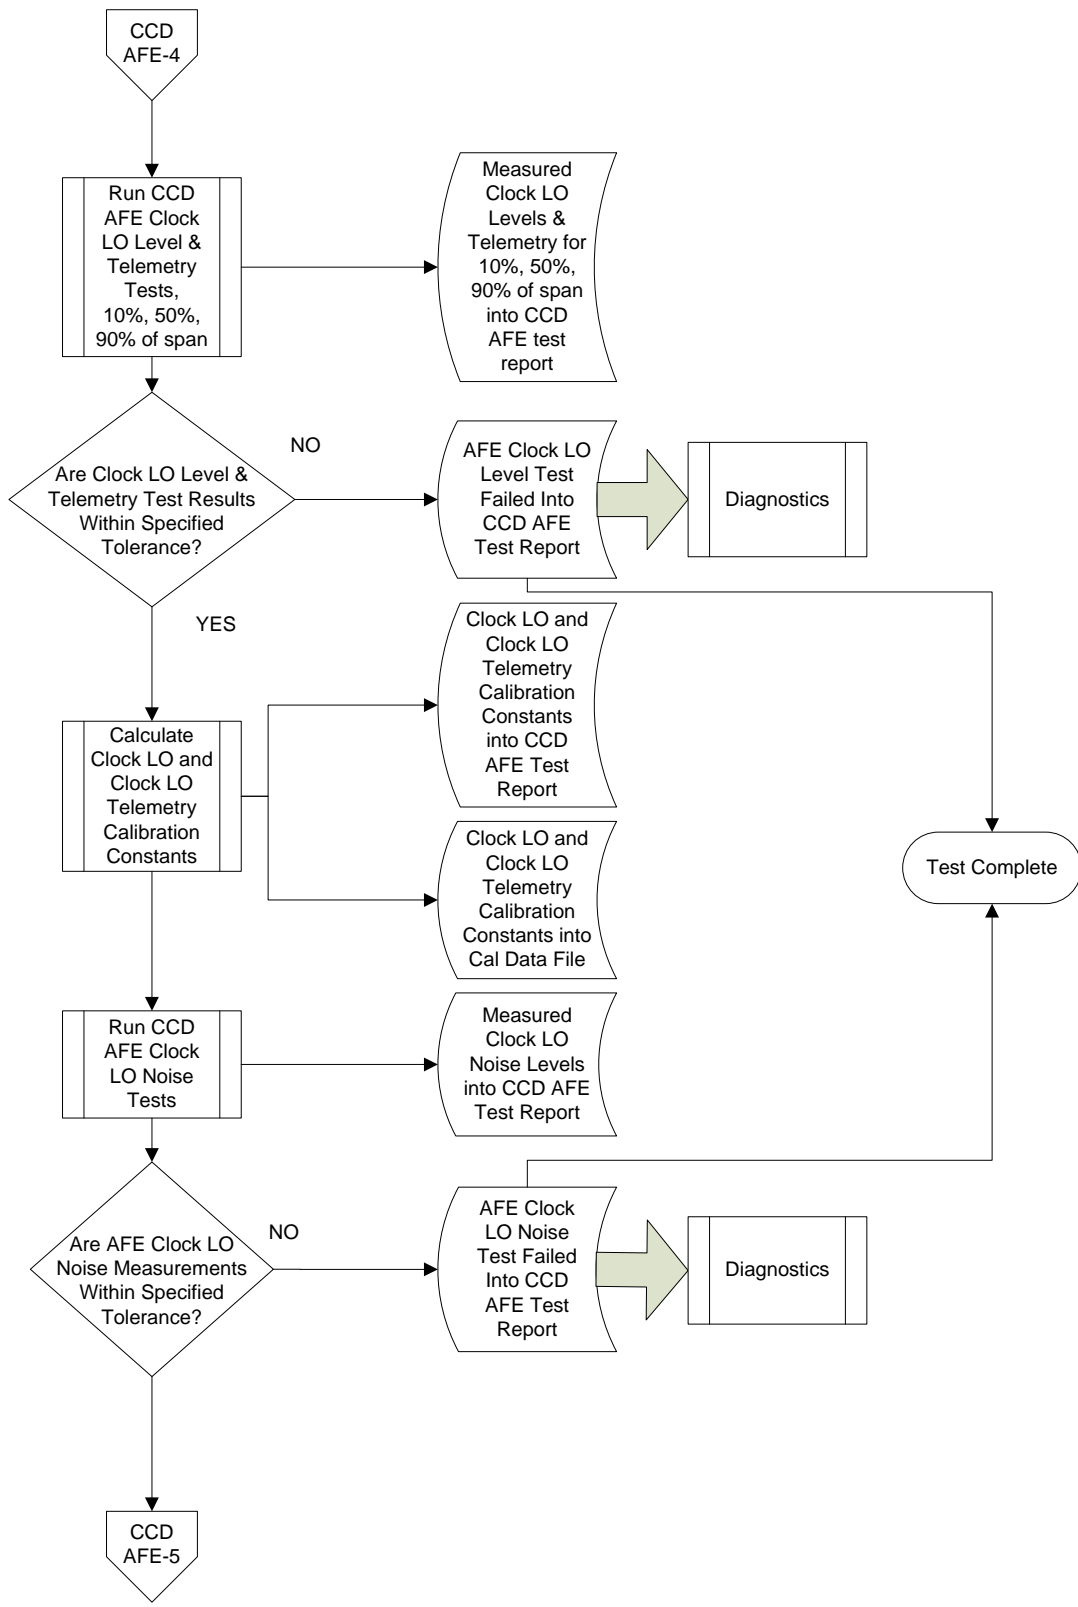 CCD
AFE-4
Run CCD
AFE Clock
LO Level &
Telemetry
Tests,
10%, 50%,
90% of span
Measured
Clock LO
Levels &
Telemetry for
10%, 50%,
90% of span
into CCD
AFE test
report
Are Clock LO Level &
Telemetry Test Results
Within Specified
Tolerance?
NO
AFE Clock LO
Level Test
Failed Into
CCD AFE
Test Report
Diagnostics
YES
Clock LO and
Clock LO
Telemetry
Calibration
Constants
into CCD
AFE Test
Report
Calculate
Clock LO and
Clock LO
Telemetry
Calibration
Constants
Clock LO and
Clock LO
Telemetry
Calibration
Constants into
Cal Data File
Test Complete
Run CCD
AFE Clock
LO Noise
Tests
Measured
Clock LO
Noise Levels
into CCD AFE
Test Report
Are AFE Clock LO
Noise Measurements
Within Specified
Tolerance?
NO
AFE Clock
LO Noise
Test Failed
Into CCD
AFE Test
Report
Diagnostics
CCD
AFE-5